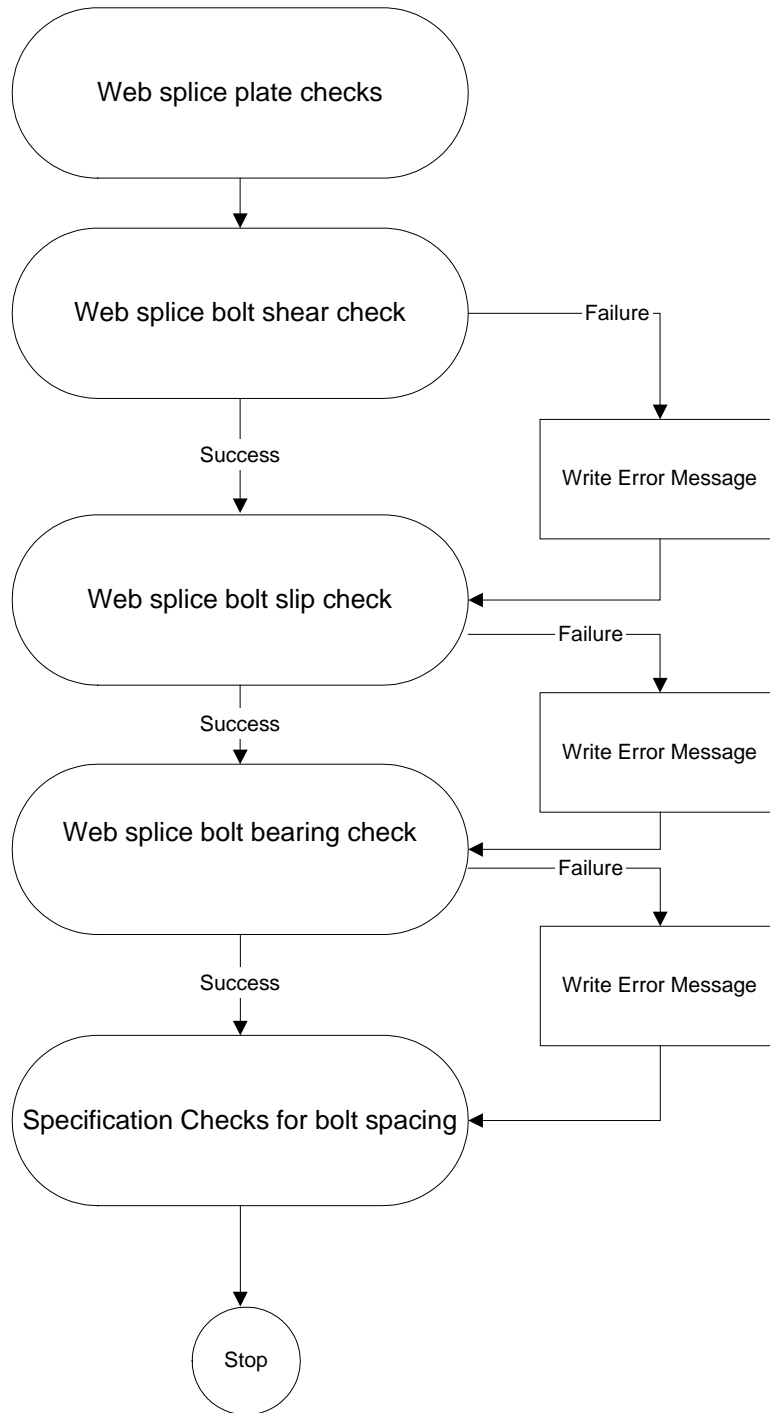 Web splice plate checks
Web splice bolt shear check
Failure
Write Error Message
Success
Web splice bolt slip check
Failure
Success
Write Error Message
Web splice bolt bearing check
Failure
Success
Write Error Message
Specification Checks for bolt spacing
Stop